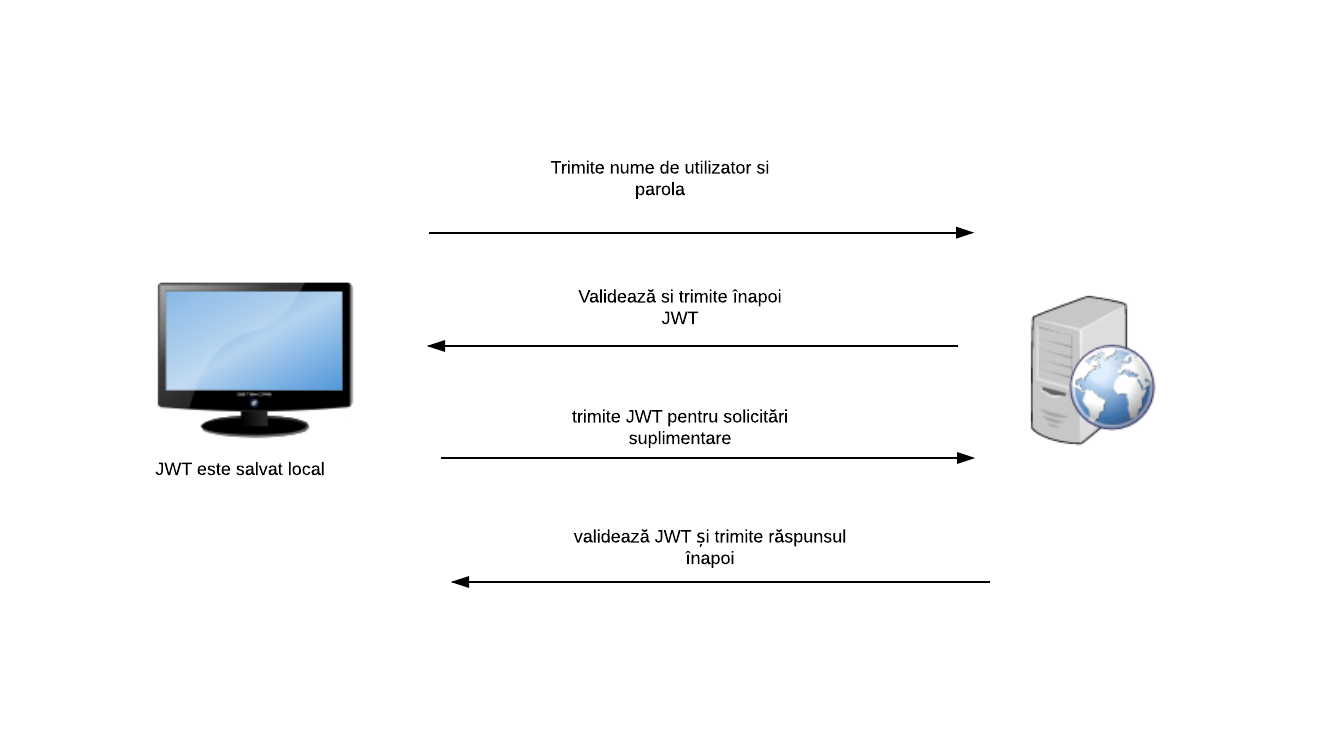 Trimite nume de utilizator si
parola
Validează si trimite înapoi
JWT
trimite JWT pentru solicitări
suplimentare
JWT este salvat local
validează JWT și trimite răspunsul
înapoi